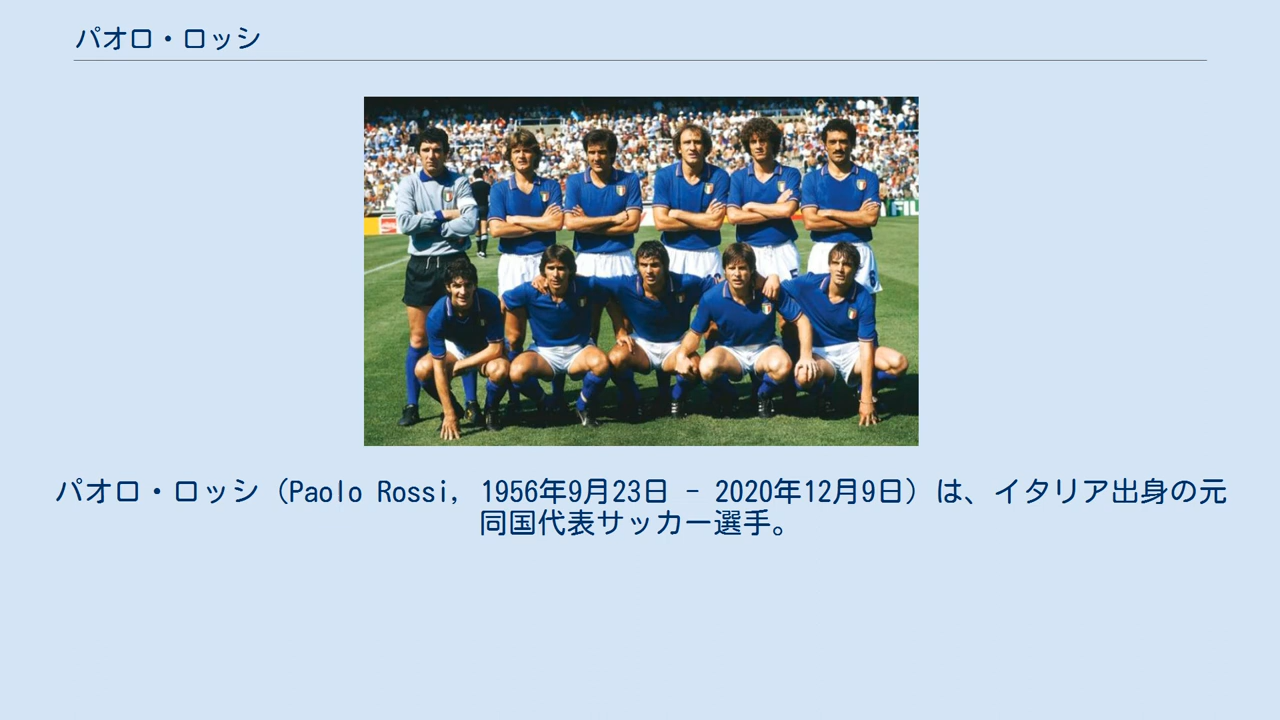 パオロ・ロッシ
FIL
パオロ・ロッシ（Paolo Rossi, 1956年9月23日 - 2020年12月9日）は、イタリア出身の元
同国代表サッカー選手。